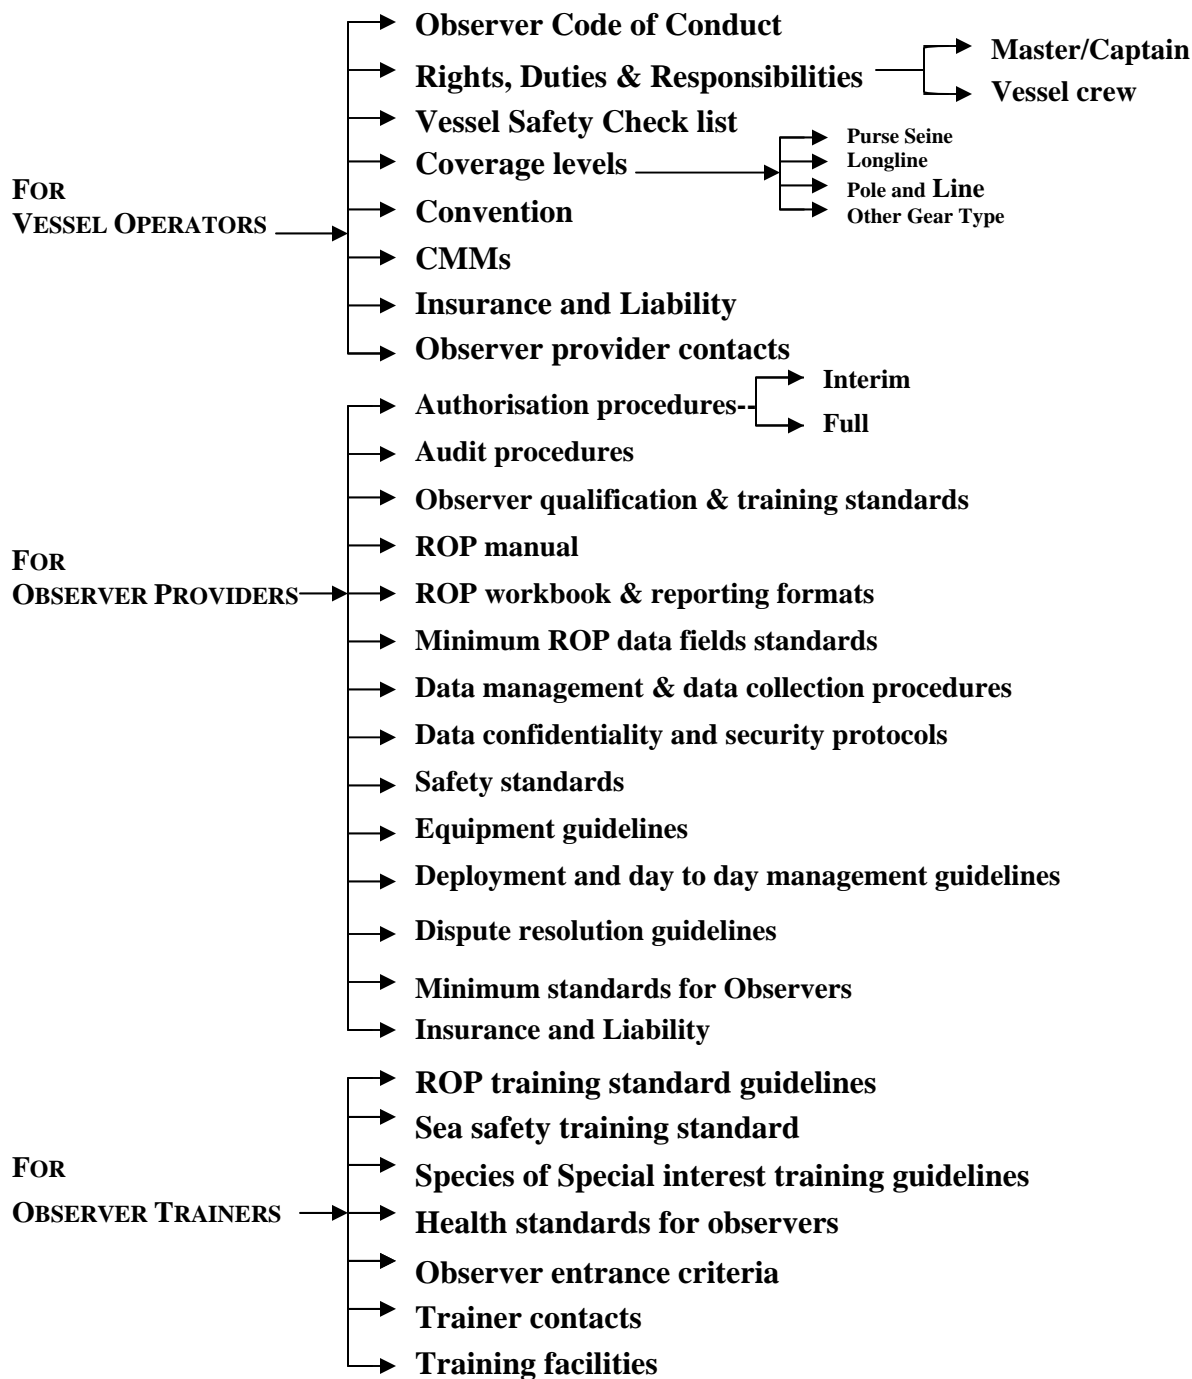 FOR
VESSEL OPERATORS
Observer Code of Conduct
Rights, Duties & Responsibilities
Master/Captain
Vessel crew
Vessel Safety Check list
Coverage levels
Purse Seine
Longline
Pole and Line
Other Gear Type
Convention
CMMs
Insurance and Liability
Observer provider contacts
FOR
OBSERVER PROVIDERS
Authorisation procedures--
Interim
Full
Audit procedures
Observer qualification & training standards
ROP manual
ROP workbook & reporting formats
Minimum ROP data fields standards
Data management & data collection procedures
Data confidentiality and security protocols
Safety standards
Equipment guidelines
Deployment and day to day management guidelines
Dispute resolution guidelines
Minimum standards for Observers
Insurance and Liability
FOR
OBSERVER TRAINERS
ROP training standard guidelines
Sea safety training standard
Species of Special interest training guidelines
Health standards for observers
Observer entrance criteria
Trainer contacts
Training facilities